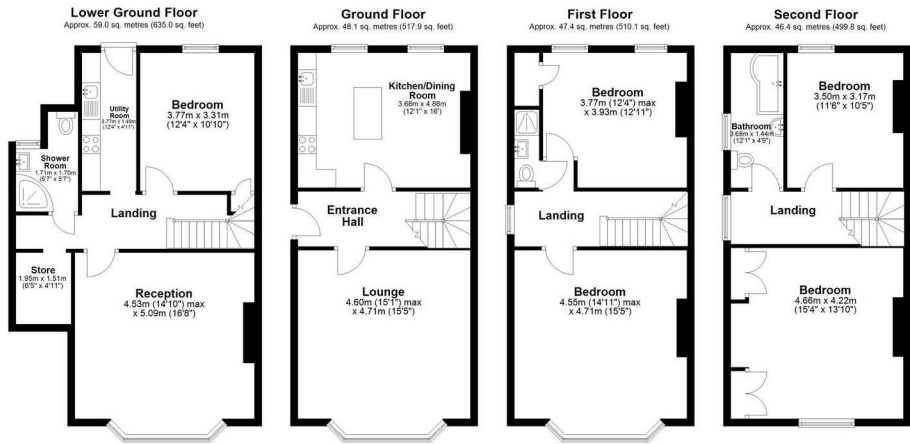 Lower Ground Floor
Approx. 59.0 sq. metres (635.0 sq. feet)
Utility
Room
3.77m x 1.49m
(12'4" x 4'11")
Bedroom
3.77m x 3.31m
(12'4" x 10'10")
Shower
Room
1.71m x 1.70m
(5'7" x 5'7")
Landing
Store
1.95m x 1.51m
(6'5" x 4'11")
Reception
4.53m (14'10") max
x 5.09m (16'8")
Ground Floor
Approx. 48.1 sq. metres (517.9 sq. feet)
Kitchen/Dining
Room
3.68m x 4.88m
(12'1" x 16')
Entrance
Hall
Lounge
4.60m (15'1") max
x 4.71m (15'5")
First Floor
Approx. 47.4 sq. metres (510.1 sq. feet)
Bedroom
3.77m (12'4") max
x 3.93m (12'11")
Landing
Bedroom
4.55m (14'11") max
x 4.71m (15'5")
Second Floor
Approx. 46.4 sq. metres (499.8 sq. feet)
Bedroom
3.50m x 3.17m
(11'6" x 10'5")
Bathroom
3.68m x 1.44m
(12'1" x 4'9")
Landing
Bedroom
4.66m x 4.22m
(15'4" x 13'10")